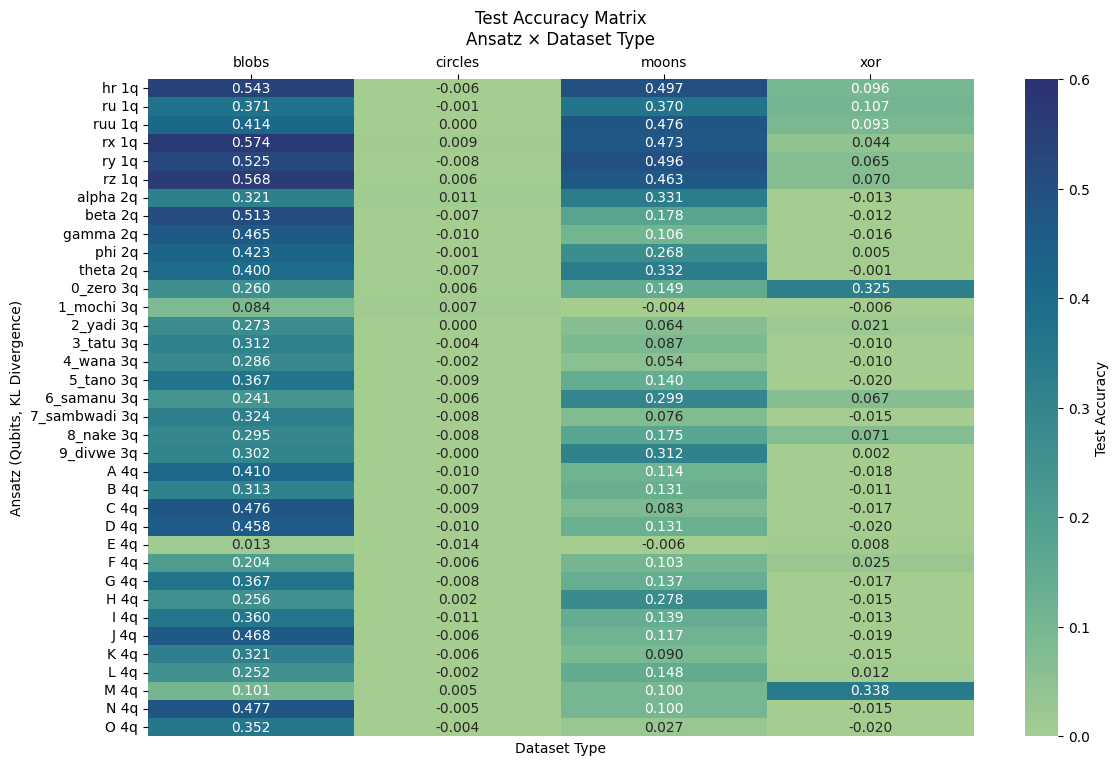 Test Accuracy Matrix
Ansatz × Dataset Type
blobs circles moons xor
hr 1q 0.543 -0.006 0.497 0.096
ru 1q 0.371 -0.001 0.370 0.107
ruu 1q 0.414 0.000 0.476 0.093
rx 1q 0.574 0.009 0.473 0.044
ry 1q 0.525 -0.008 0.496 0.065
rz 1q 0.568 0.006 0.463 0.070
alpha 2q 0.321 0.011 0.331 -0.013
beta 2q 0.513 -0.007 0.178 -0.012
gamma 2q 0.465 -0.010 0.106 -0.016
phi 2q 0.423 -0.001 0.268 0.005
theta 2q 0.400 -0.007 0.332 -0.001
0_zero 3q 0.260 0.006 0.149 0.325
1_mochi 3q 0.084 0.007 -0.004 -0.006
2_yadi 3q 0.273 0.000 0.064 0.021
3_tatu 3q 0.312 -0.004 0.087 -0.010
4_wana 3q 0.286 -0.002 0.054 -0.010
5_tano 3q 0.367 -0.009 0.140 -0.020
6_samanu 3q 0.241 -0.006 0.299 0.067
7_sambwadi 3q 0.324 -0.008 0.076 -0.015
8_nake 3q 0.295 -0.008 0.175 0.071
9_divwe 3q 0.302 -0.000 0.312 0.002
A 4q 0.410 -0.010 0.114 -0.018
B 4q 0.313 -0.007 0.131 -0.011
C 4q 0.476 -0.009 0.083 -0.017
D 4q 0.458 -0.010 0.131 -0.020
E 4q 0.013 -0.014 -0.006 0.008
F 4q 0.204 -0.006 0.103 0.025
G 4q 0.367 -0.008 0.137 -0.017
H 4q 0.256 0.002 0.278 -0.015
I 4q 0.360 -0.011 0.139 -0.013
J 4q 0.468 -0.006 0.117 -0.019
K 4q 0.321 -0.006 0.090 -0.015
L 4q 0.252 -0.002 0.148 0.012
M 4q 0.101 0.005 0.100 0.338
N 4q 0.477 -0.005 0.100 -0.015
O 4q 0.352 -0.004 0.027 -0.020
Dataset Type
Ansatz (Qubits, KL Divergence)
0.6
0.5
0.4
0.3
0.2
0.1
0.0
Test Accuracy